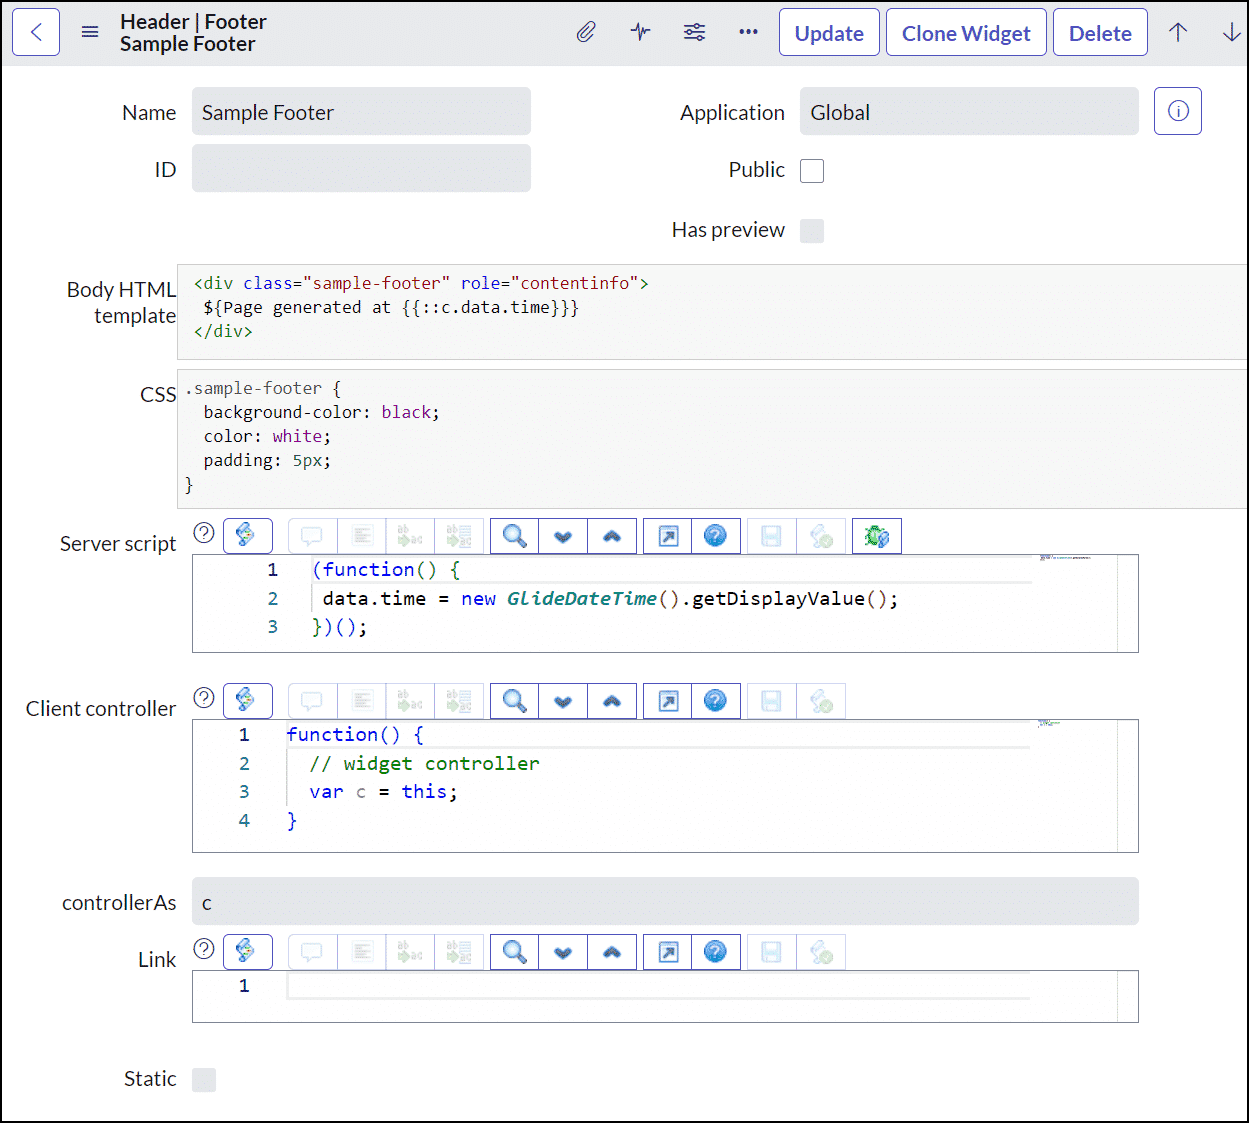 Header | Footer
Sample Footer
Update
Clone Widget
Delete
Name
Sample Footer
Application
Global
ID
Public
Has preview
Body HTML template
<div class="sample-footer" role="contentinfo">
${Page generated at {{::c.data.time}}}
</div>
CSS
.sample-footer {
background-color: black;
color: white;
padding: 5px;
}
Server script
1 (function() {
2 data.time = new GlideDateTime().getDisplayValue();
3 })();
Client controller
1 function() {
2 // widget controller
3 var c = this;
4 }
controllerAs
c
Link
1
Static